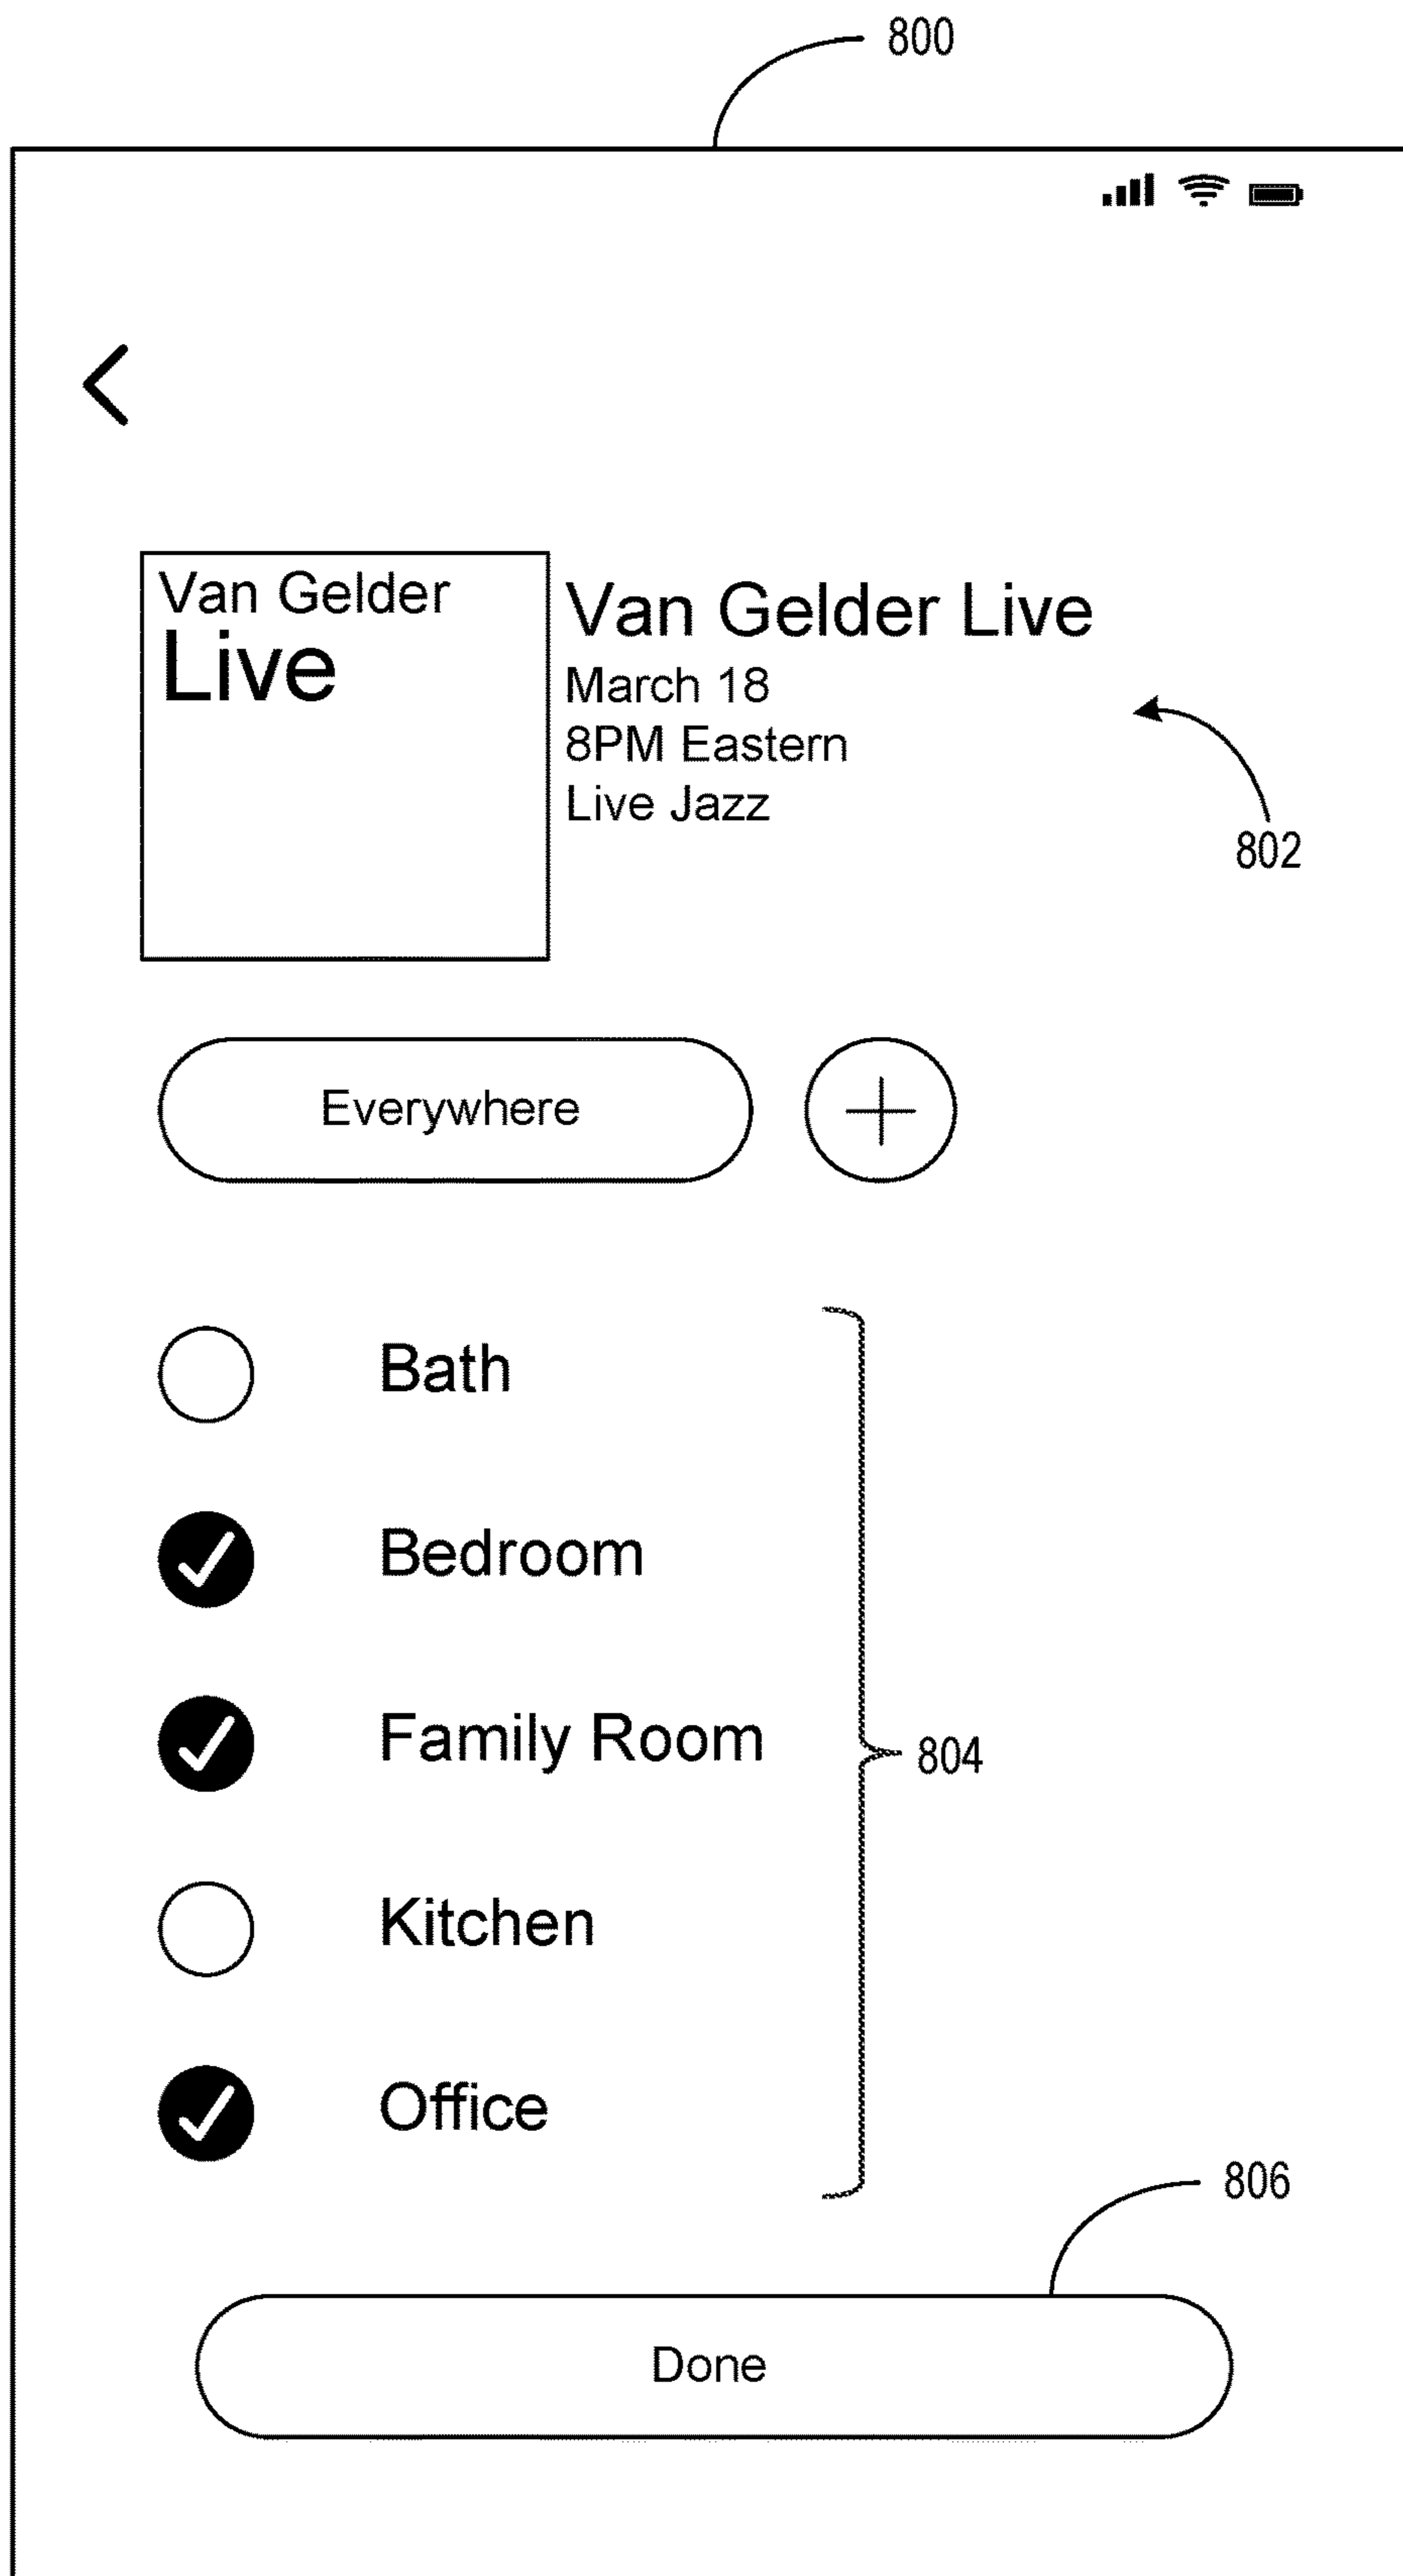 800
Van Gelder
Live
Van Gelder Live
March 18
8PM Eastern
Live Jazz
802
Everywhere
Bath
Bedroom
Family Room
804
Kitchen
Office
806
Done